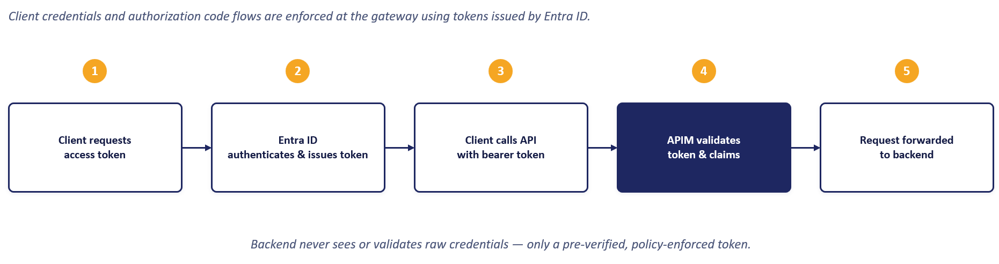 Client credentials and authorization code flows are enforced at the gateway using tokens issued by Entra ID.
1
2
3
4
5
Client requests
access token
Entra ID
authenticates & issues token
Client calls API
with bearer token
APIM validates
token & claims
Request forwarded
to backend
Backend never sees or validates raw credentials — only a pre-verified, policy-enforced token.